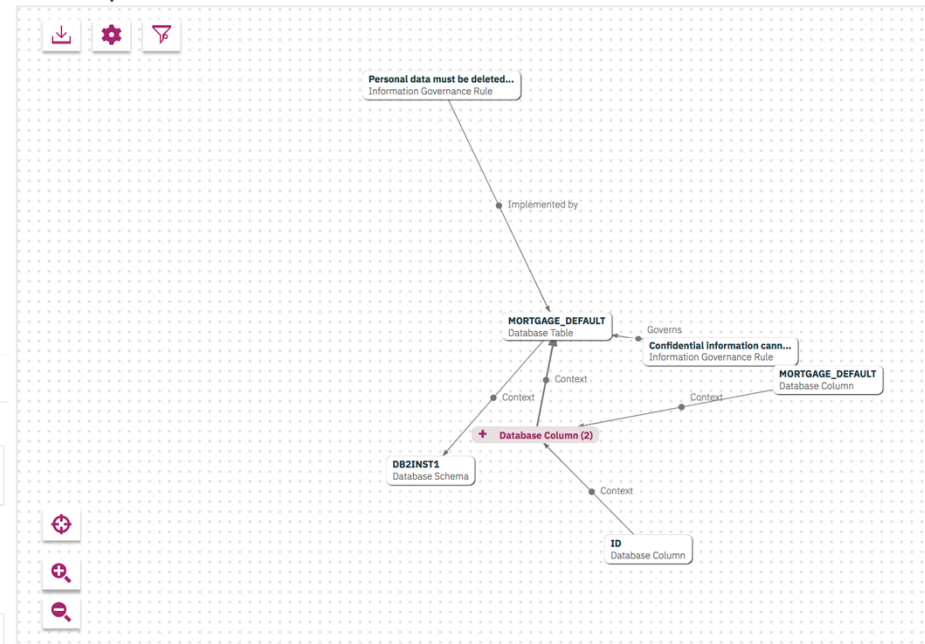 Personal data must be deleted...
Information Governance Rule
Implemented by
MORTGAGE_DEFAULT
Database Table
Governs
Confidential information cann...
Information Governance Rule
MORTGAGE_DEFAULT
Database Column
Context
Context
Context
+ Database Column (2)
DB2INST1
Database Schema
Context
ID
Database Column